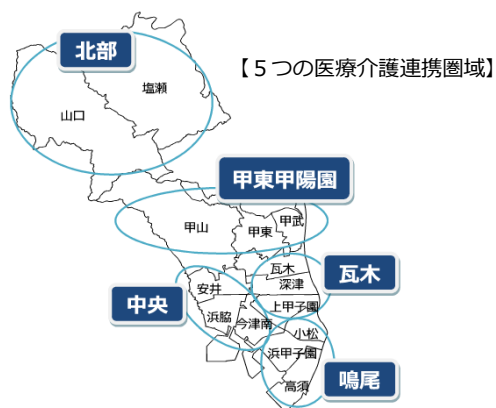 北部
【５つの医療介護連携圏域】
塩瀬
山口
甲東甲陽園
甲武
甲山
甲東
瓦木
瓦木
深津
安井
中央
上甲子園
浜脇
今津南
小松
浜甲子園
鳴尾
高須